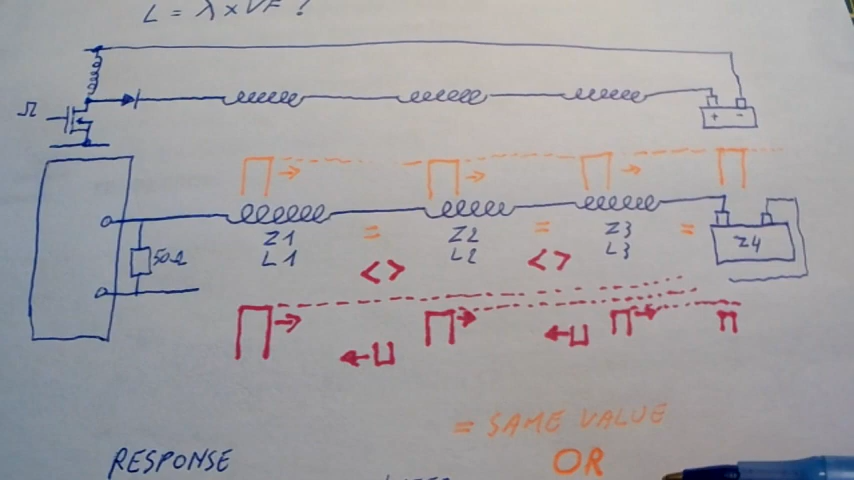 L = λ x VF ?
+ -
50Ω
Z1 = Z2 = Z3 = Z4
L1 <> L2 <> L3
= SAME VALUE
RESPONSE OR